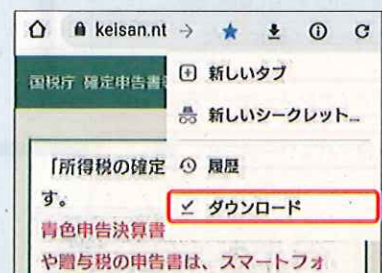 keisan.nt
国税庁 確定申告書等
新しいタブ
新しいシークレット...
「所得税の確定
履歴
す。
ダウンロード
青色申告決算書
や贈与税の申告書は、スマートフォ